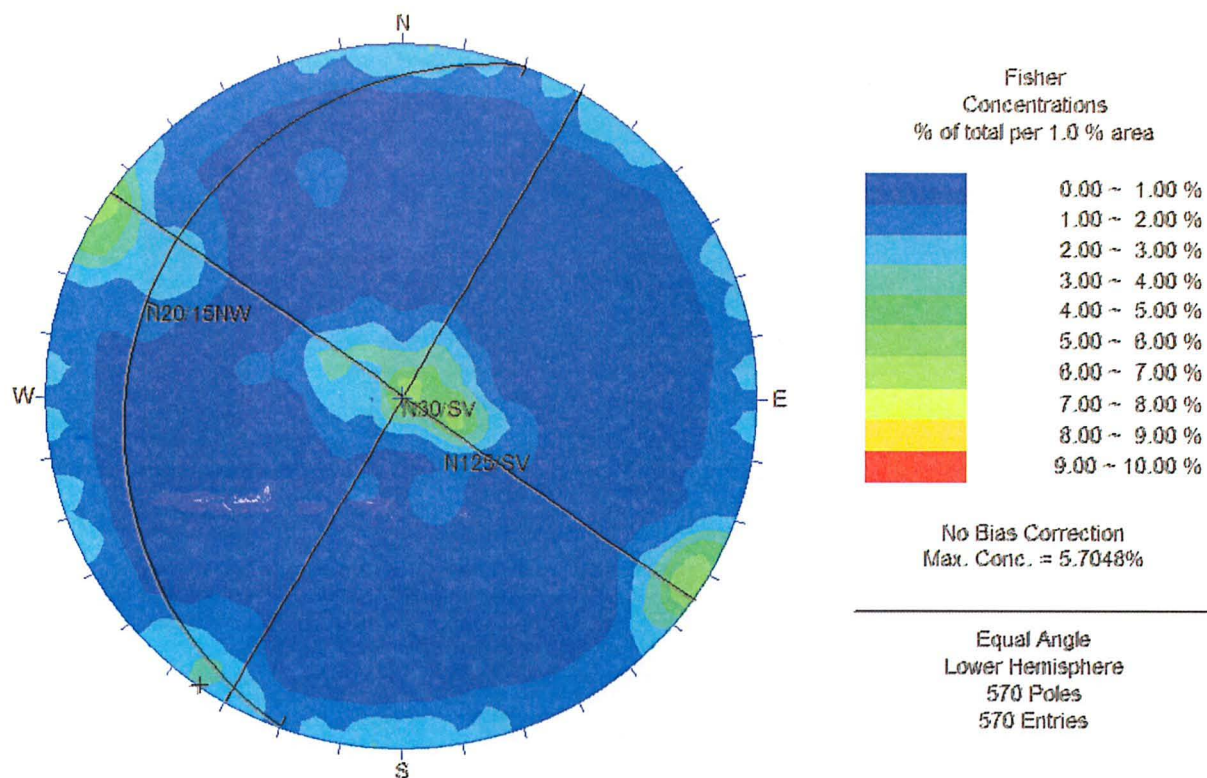 N
W
E
S
N20/15NW
N30/SV
N125/SV
Fisher
Concentrations
% of total per 1.0 % area
0.00 ~ 1.00 %
1.00 ~ 2.00 %
2.00 ~ 3.00 %
3.00 ~ 4.00 %
4.00 ~ 5.00 %
5.00 ~ 6.00 %
6.00 ~ 7.00 %
7.00 ~ 8.00 %
8.00 ~ 9.00 %
9.00 ~ 10.00 %
No Bias Correction
Max. Conc. = 5.7048%
Equal Angle
Lower Hemisphere
570 Poles
570 Entries